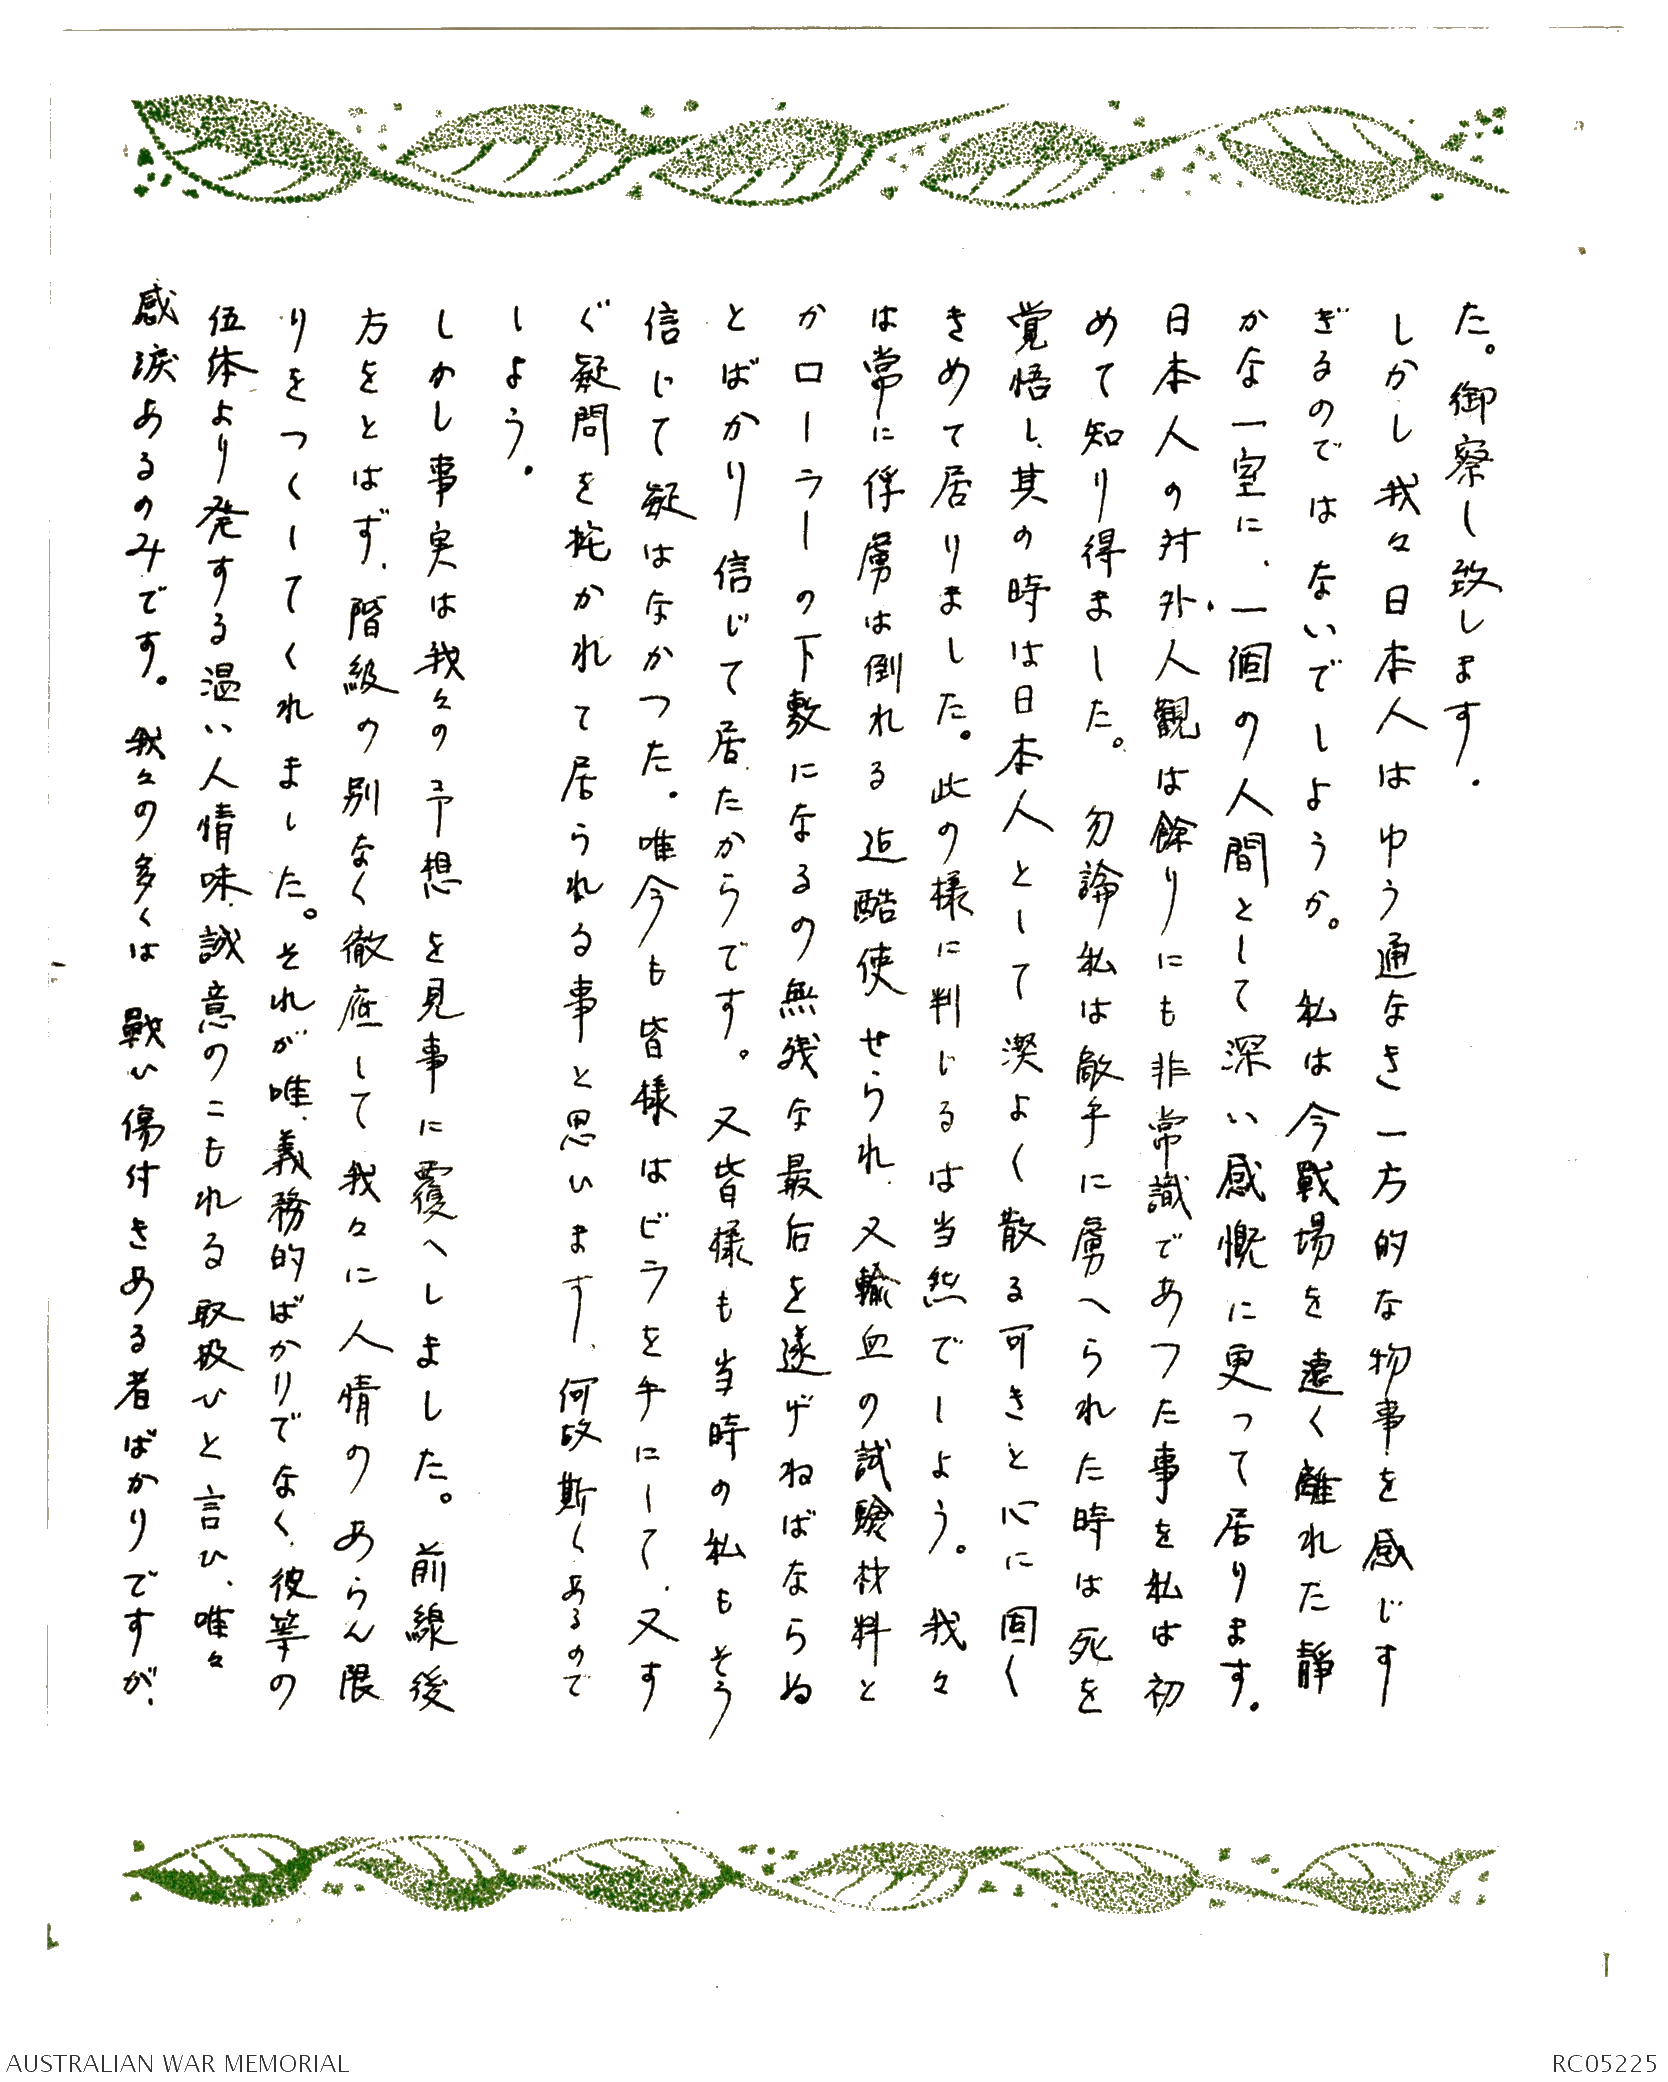 た。御察し致します。
しかし我々日本人はゆう通なき一方的な物事を感じす
ぎるのではないでしようか。私は今戦場を遠く離れた静
かな一室に、一個の人間として深い感慨に更って居ります。
日本人の対外人観は餘りにも非常識であつた事を私は初
めて知り得ました。勿論私は敵手に虜へられた時は死を
覚悟し、其の時は日本人として潔よく散る可きと心に固く
きめて居りました。此の様に判じるは当然でしよう。我々
は常に俘虜は倒れる迄酷使せられ、又輸血の試験材料と
かローラーの下敷になるの無残な最后を遂げねばならぬ
とばかり信じて居たからです。又皆様も当時の私もそう
信じて疑はなかつた。唯今も皆様はビラを手にして、又す
ぐ疑問を抱かれて居られる事と思います、何故斯くあるので
しよう。
しかし事実は我々の予想を見事に覆へしました。前線後
方をとはず、階級の別なく徹底して我々に人情のあらん限
りをつくしてくれました。それが唯、義務的ばかりでなく、彼等の
伍体より発する温い人情味、誠意のこもれる取扱ひと言ひ、唯々
感涙あるのみです。我々の多くは戦い傷付きある者ばかりですが、
AUSTRALIAN WAR MEMORIAL
RC05225